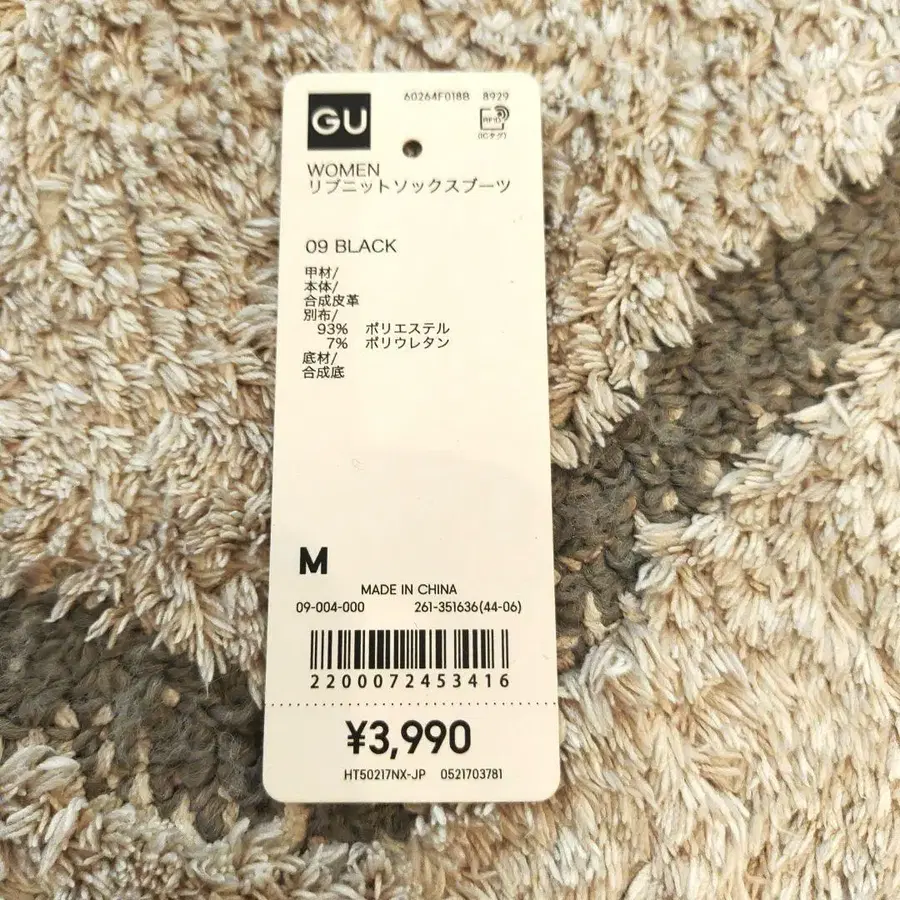 GU
60264F018B 8929
RFID
(ICタグ)
WOMEN
リブニットソックスブーツ
09 BLACK
甲材/
本体/
合成皮革
別布/
93% ポリエステル
7% ポリウレタン
底材/
合成底
M
MADE IN CHINA
09-004-000 261-351636(44-06)
2200072453416
¥3,990
HT50217NX-JP 0521703781